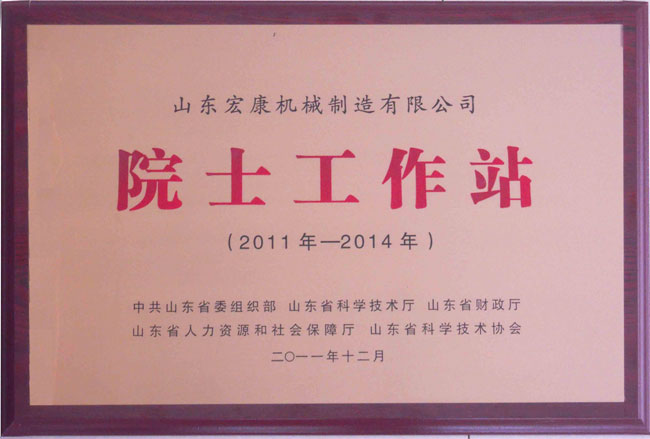 山东宏康机械制造有限公司
院士工作站
（2011年—2014年）
中共山东省委组织部 山东省科学技术厅 山东省财政厅
山东省人力资源和社会保障厅 山东省科学技术协会
二〇一一年十二月